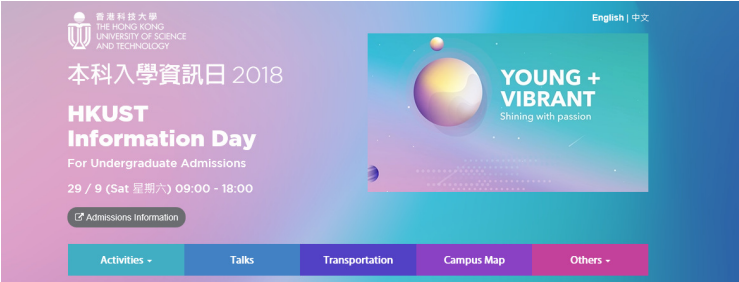 香港科技大學
THE HONG KONG
UNIVERSITY OF SCIENCE
AND TECHNOLOGY
English | 中文
本科入學資訊日 2018
HKUST
Information Day
For Undergraduate Admissions
29 / 9 (Sat 星期六) 09:00 - 18:00
Admissions Information
YOUNG +
VIBRANT
Shining with passion
Activities
Talks
Transportation
Campus Map
Others